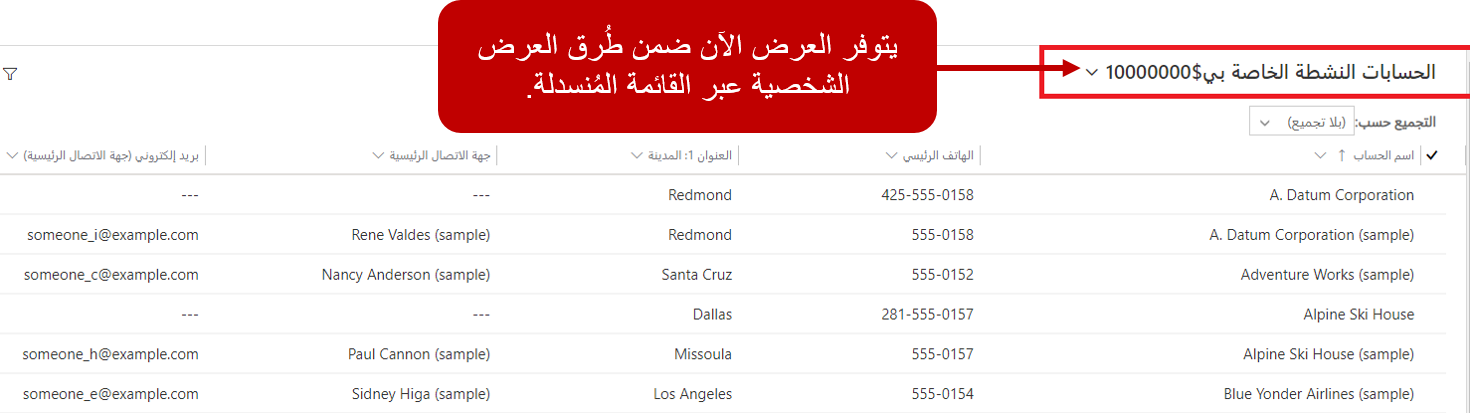 يتوفر العرض الآن ضمن طُرق العرض
الشخصية عبر القائمة المُنسدلة.
الحسابات النشطة الخاصة بي$10000000
التجميع حسب: (بلا تجميع)
اسم الحساب ↑ الهاتف الرئيسي العنوان 1: المدينة جهة الاتصال الرئيسية بريد إلكتروني (جهة الاتصال الرئيسية)
A. Datum Corporation 425-555-0158 Redmond --- ---
A. Datum Corporation (sample) 555-0158 Redmond Rene Valdes (sample) someone_i@example.com
Adventure Works (sample) 555-0152 Santa Cruz Nancy Anderson (sample) someone_c@example.com
Alpine Ski House 281-555-0157 Dallas --- ---
Alpine Ski House (sample) 555-0157 Missoula Paul Cannon (sample) someone_h@example.com
Blue Yonder Airlines (sample) 555-0154 Los Angeles Sidney Higa (sample) someone_e@example.com